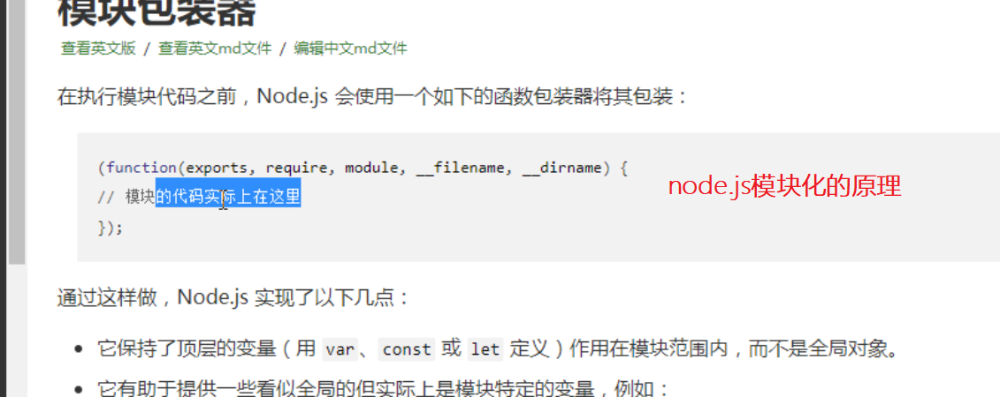 模块包装器
查看英文版 / 查看英文md文件 / 编辑中文md文件
在执行模块代码之前，Node.js 会使用一个如下的函数包装器将其包装：
(function(exports, require, module, __filename, __dirname) {
// 模块的代码实际上在这里
node.js模块化的原理
});
通过这样做，Node.js 实现了以下几点：
• 它保持了顶层的变量（用 var、const 或 let 定义）作用在模块范围内，而不是全局对象。
• 它有助于提供一些看似全局的但实际上是模块特定的变量，例如：